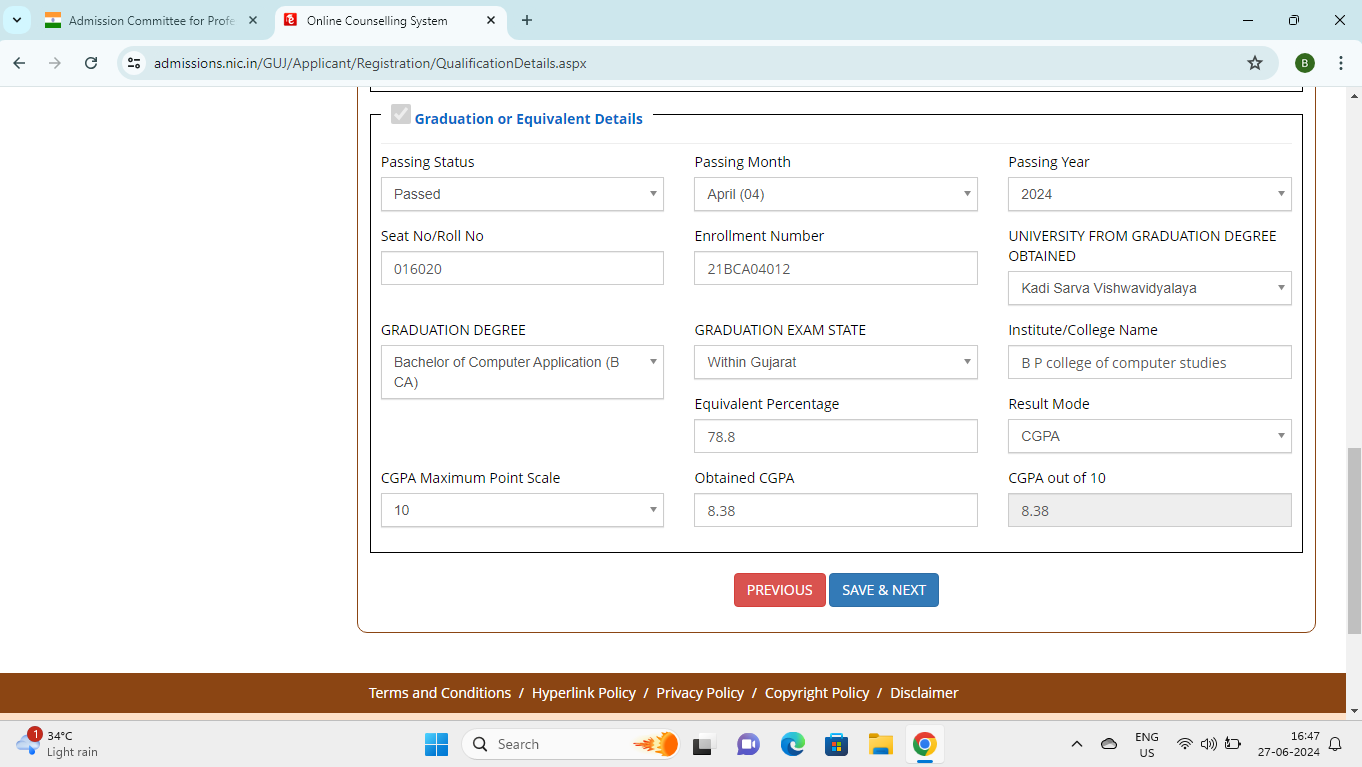 Admission Committee for Profe
Online Counselling System
admissions.nic.in/GUJ/Applicant/Registration/QualificationDetails.aspx
B
Graduation or Equivalent Details
Passing Status
Passing Month
Passing Year
Passed
April (04)
2024
Seat No/Roll No
Enrollment Number
UNIVERSITY FROM GRADUATION DEGREE
OBTAINED
016020
21BCA04012
Kadi Sarva Vishwavidyalaya
GRADUATION DEGREE
GRADUATION EXAM STATE
Institute/College Name
Bachelor of Computer Application (B
CA)
Within Gujarat
B P college of computer studies
Equivalent Percentage
Result Mode
78.8
CGPA
CGPA Maximum Point Scale
Obtained CGPA
CGPA out of 10
10
8.38
8.38
PREVIOUS
SAVE & NEXT
Terms and Conditions / Hyperlink Policy / Privacy Policy / Copyright Policy / Disclaimer
1
34°C
Light rain
Search
ENG
US
16:47
27-06-2024